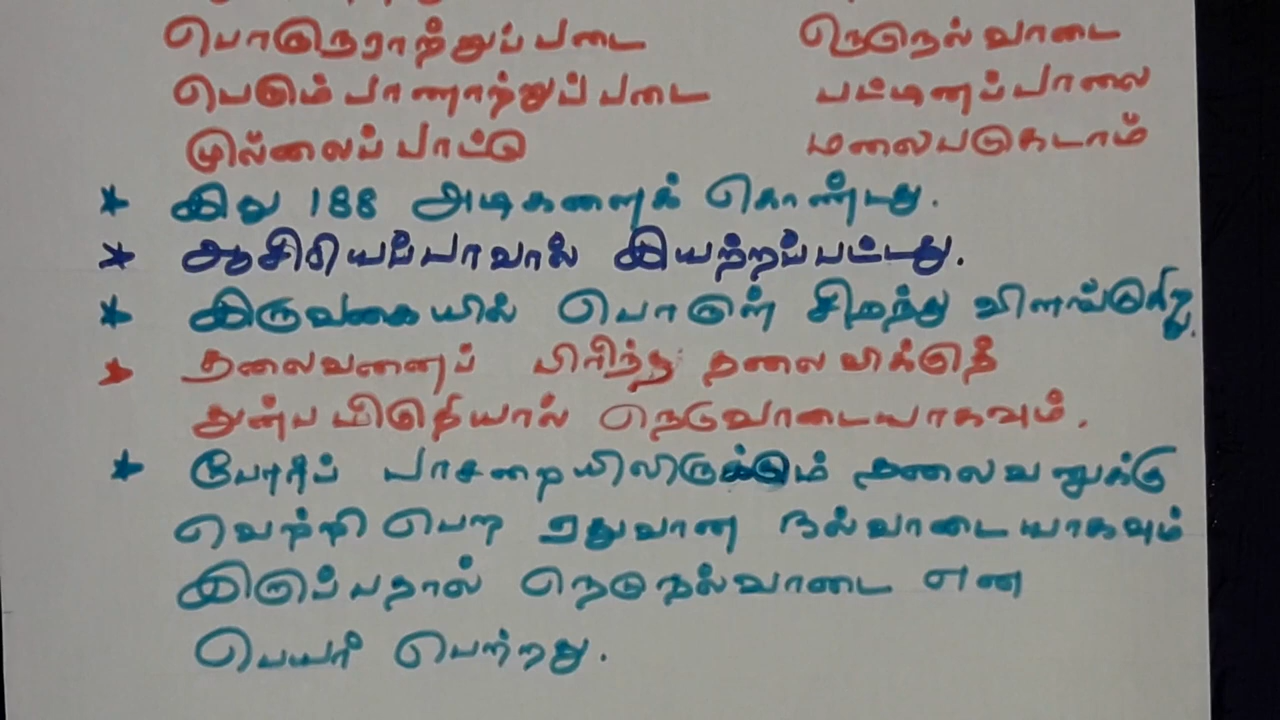 பொருநராற்றுப்படை நெடுநல்வாடை
பெரும்பாணாற்றுப்படை பட்டினப்பாலை
முல்லைப்பாட்டு மலைபடுகடாம்
* இது 188 அடிகளைக் கொண்டது.
* ஆசிரியப்பாவால் இயற்றப்பட்டது.
* இருவகையில் பொருள் சிறந்து விளங்குகிறது.
* தலைவனைப் பிரிந்த தலைவிக்குத்
துன்பமிகுதியால் நெடுவாடையாகவும்.
* போர்ப் பாசறையிலிருக்கும் தலைவனுக்கு
வெற்றி பெற ஏதுவான நல்வாடையாகவும்
இருப்பதால் நெடுநல்வாடை என
பெயர் பெற்றது.